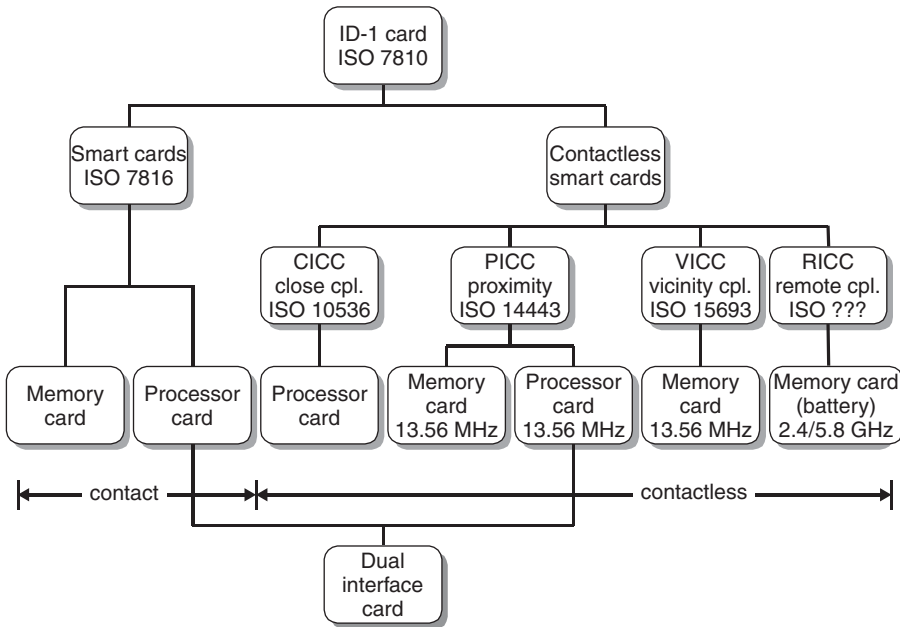 ID-1 card
ISO 7810
Smart cards
ISO 7816
Contactless
smart cards
CICC
close cpl.
ISO 10536
PICC
proximity
ISO 14443
VICC
vicinity cpl.
ISO 15693
RICC
remote cpl.
ISO ???
Memory
card
Processor
card
Processor
card
Memory
card
13.56 MHz
Processor
card
13.56 MHz
Memory
card
13.56 MHz
Memory card
(battery)
2.4/5.8 GHz
contact
contactless
Dual
interface
card